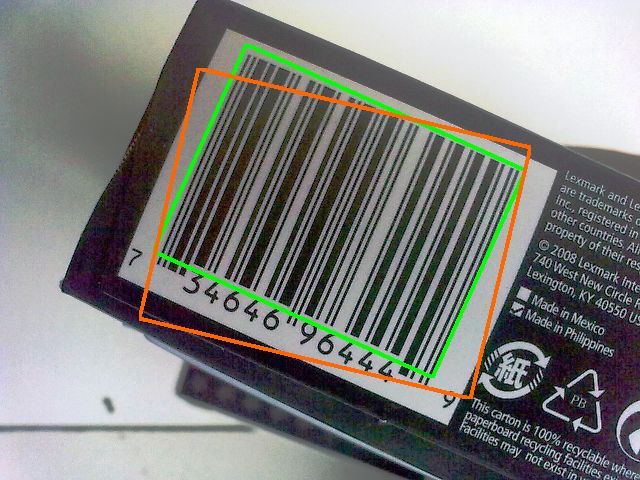 7 34646 96444 9
Lexmark and Le
are trademarks
Inc., registered in
other countries. A
property of their re
© 2008 Lexmark Inte
740 West New Circle
Lexington, KY 40550 US
Made in Mexico
Made in Philippines
紙
PB
This carton is 100% recyclable where
paperboard recycling facilities ex
Facilities may not exist in